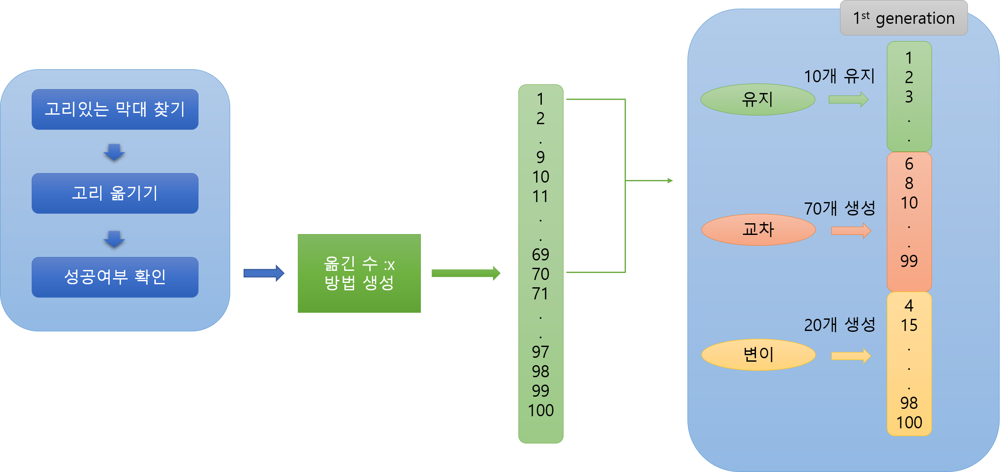 고리있는 막대 찾기
고리 옮기기
성공여부 확인
옮긴 수 :x
방법 생성
1
2
.
9
10
11
.
.
69
70
71
.
.
97
98
99
100
1st generation
10개 유지
유지
1
2
3
.
.
70개 생성
교차
6
8
10
.
.
99
20개 생성
변이
4
15
.
.
.
98
100